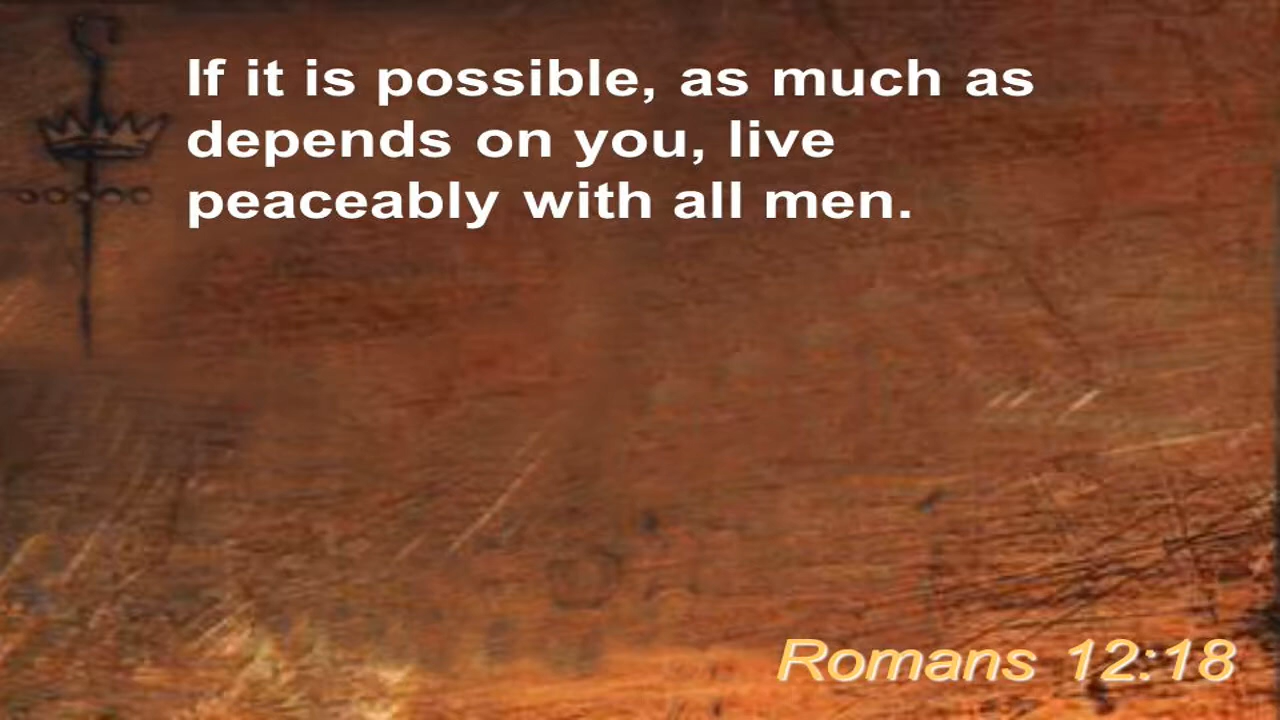 If it is possible, as much as
depends on you, live
peaceably with all men.
Romans 12:18